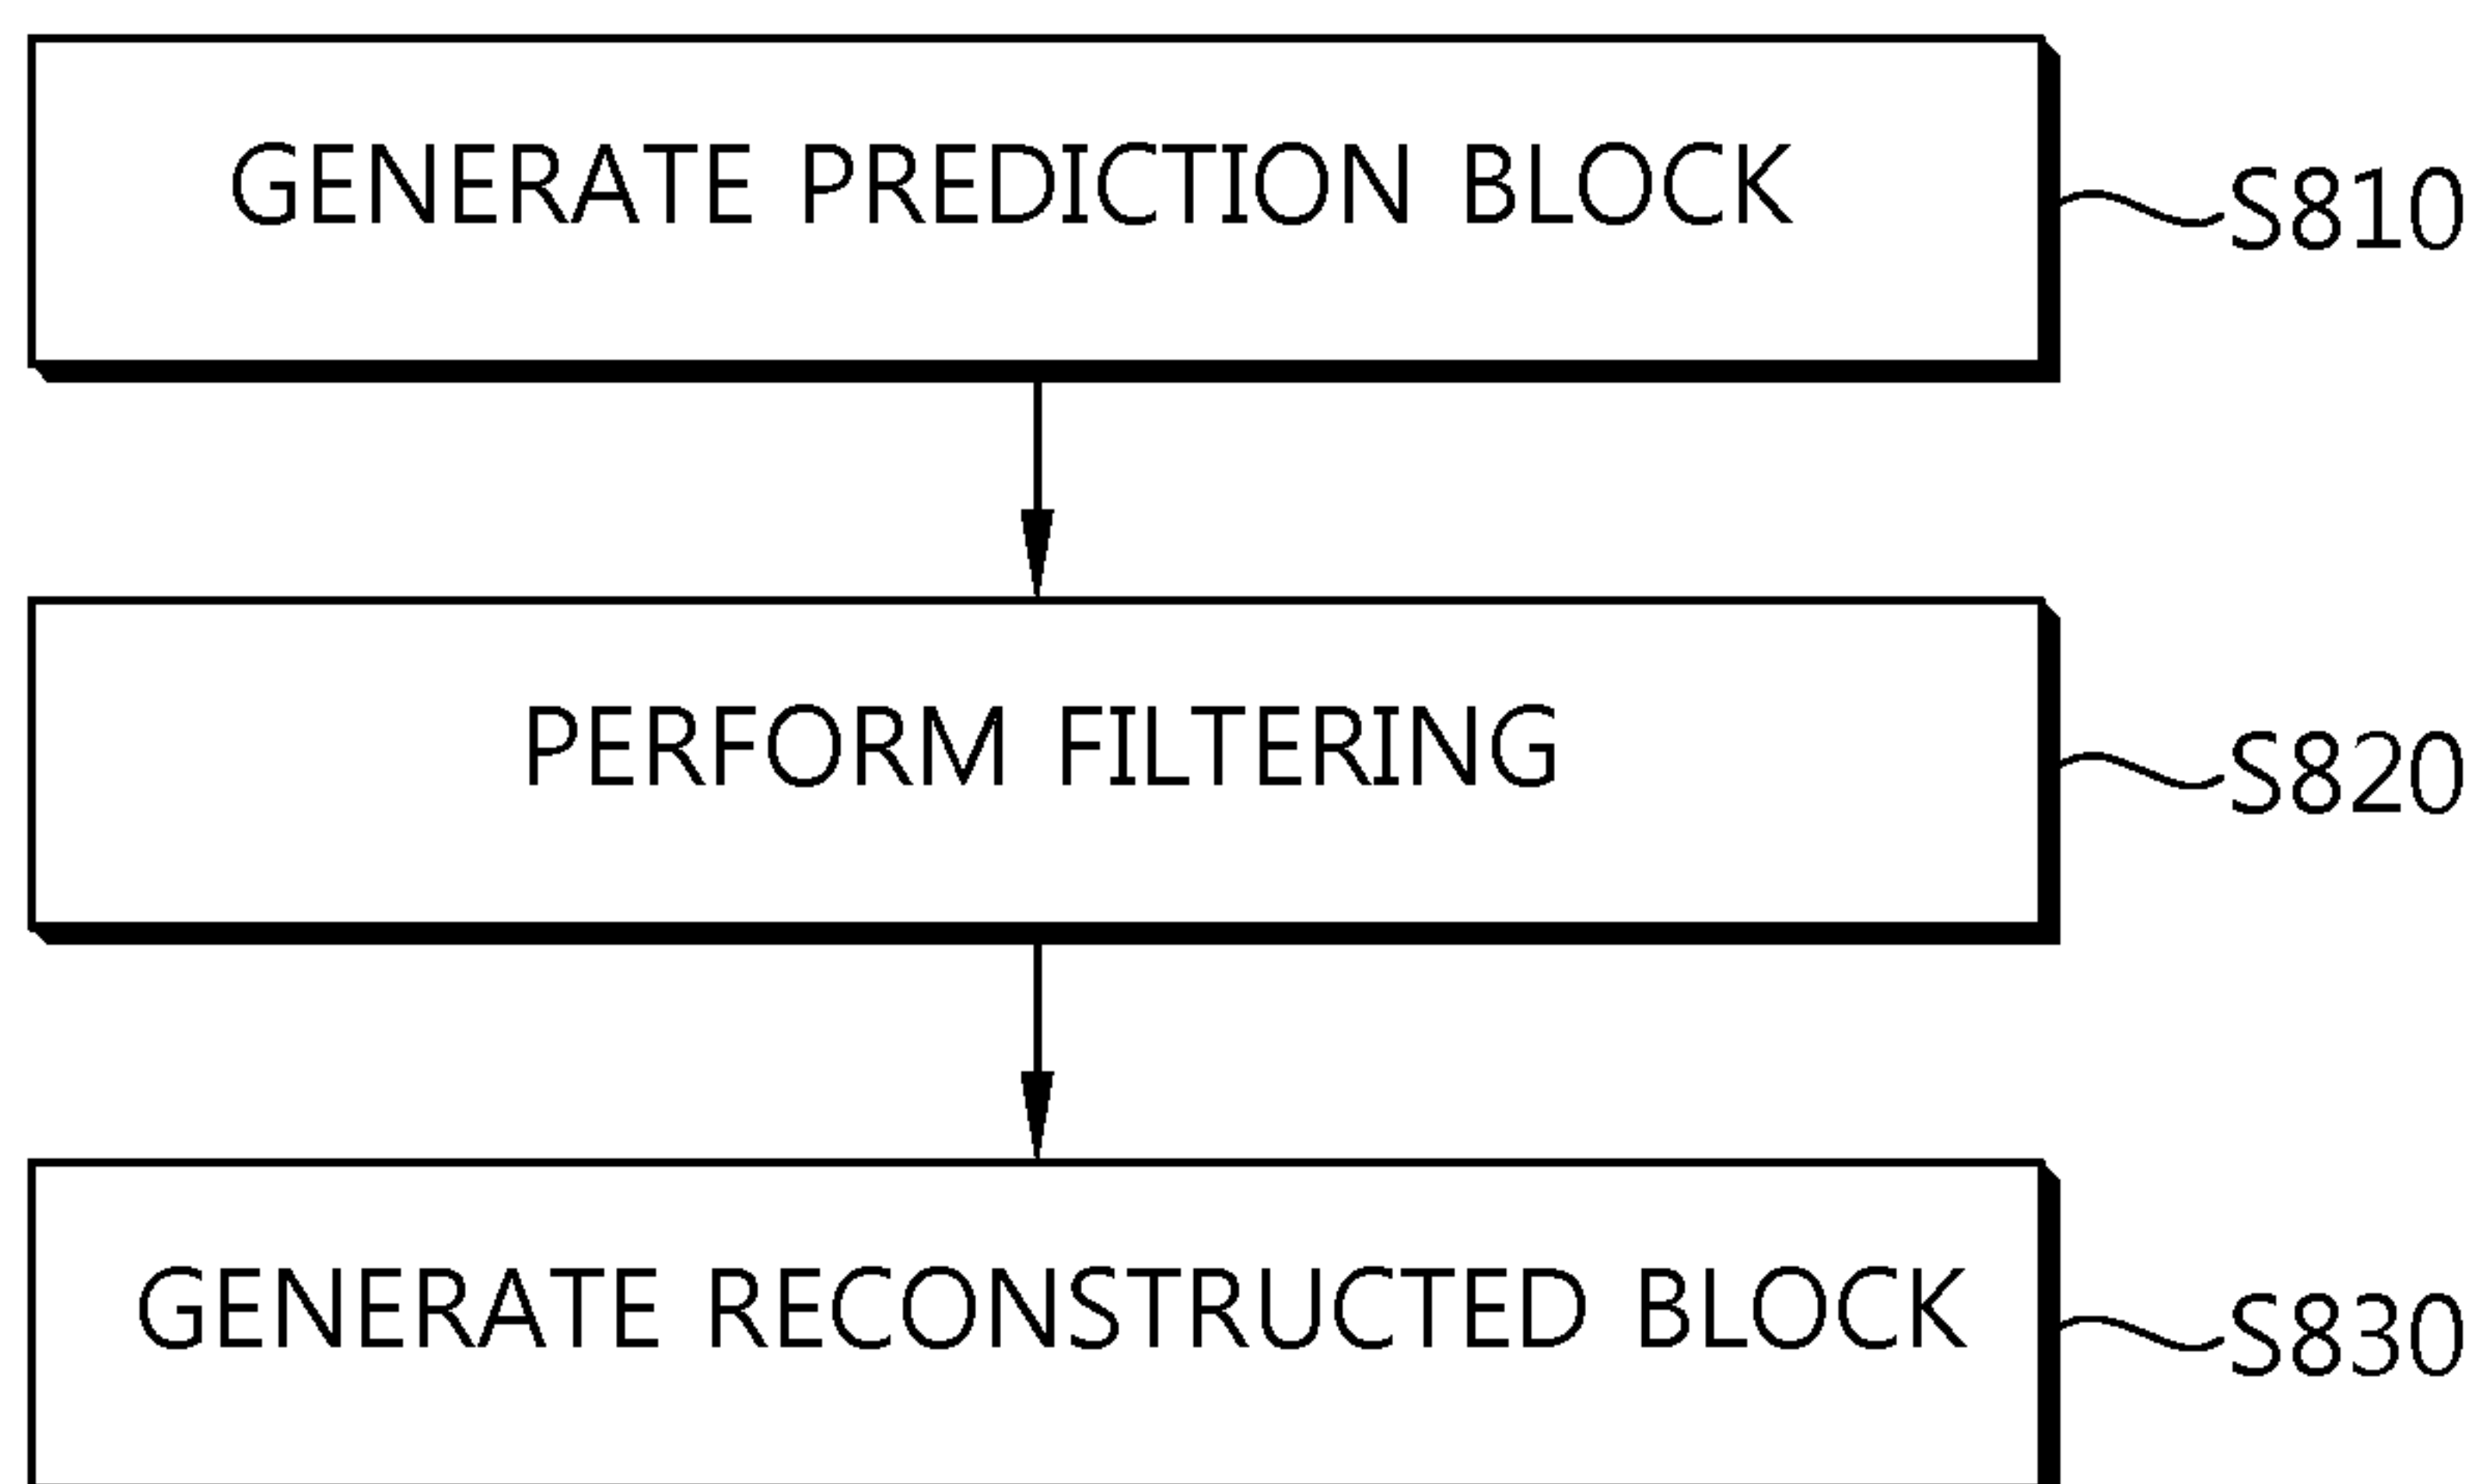 GENERATE PREDICTION BLOCK
S810
PERFORM FILTERING
S820
GENERATE RECONSTRUCTED BLOCK
S830